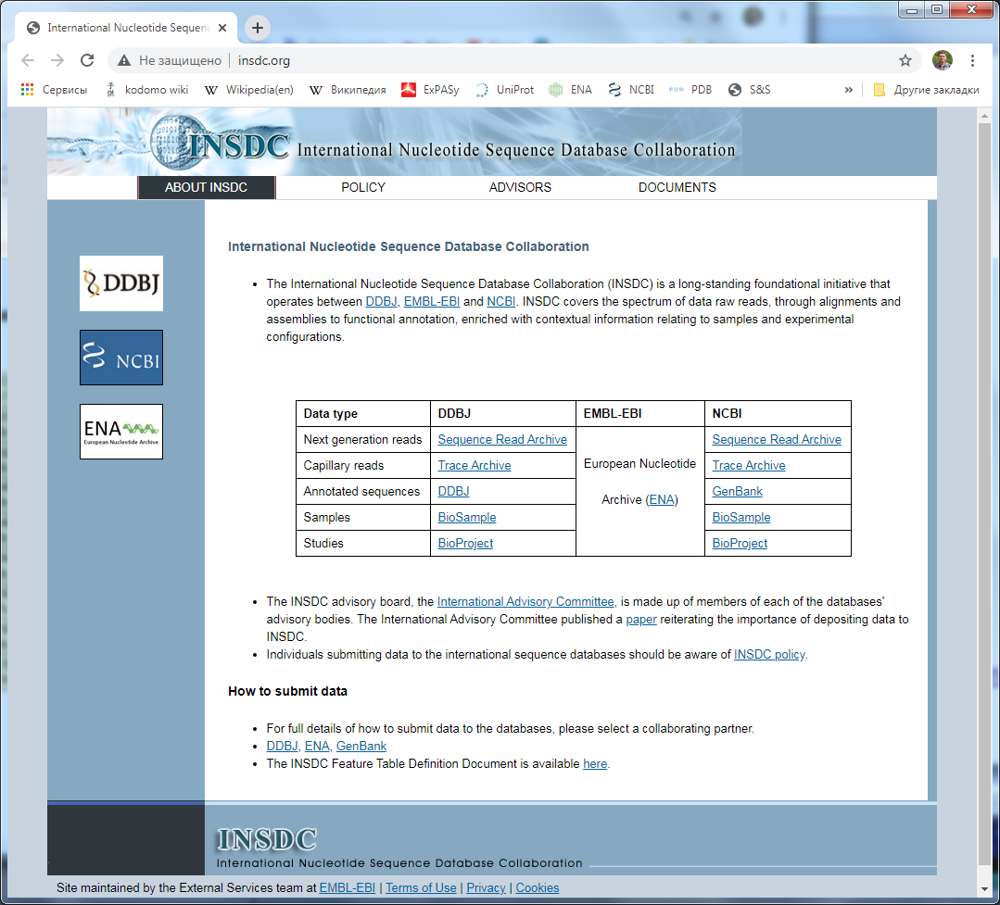 International Nucleotide Sequen
Не защищено | insdc.org
Сервисы kodomo wiki Wikipedia(en) Википедия ExPASy UniProt ENA NCBI PDB S&S » Другие закладки
INSDC International Nucleotide Sequence Database Collaboration
ABOUT INSDC POLICY ADVISORS DOCUMENTS
DDBJ
NCBI
ENA
European Nucleotide Archive
International Nucleotide Sequence Database Collaboration
• The International Nucleotide Sequence Database Collaboration (INSDC) is a long-standing foundational initiative that
operates between DDBJ, EMBL-EBI and NCBI. INSDC covers the spectrum of data raw reads, through alignments and
assemblies to functional annotation, enriched with contextual information relating to samples and experimental
configurations.
Data type DDBJ EMBL-EBI NCBI
Next generation reads Sequence Read Archive European Nucleotide Archive (ENA) Sequence Read Archive
Capillary reads Trace Archive Trace Archive
Annotated sequences DDBJ GenBank
Samples BioSample BioSample
Studies BioProject BioProject
• The INSDC advisory board, the International Advisory Committee, is made up of members of each of the databases'
advisory bodies. The International Advisory Committee published a paper reiterating the importance of depositing data to
INSDC.
• Individuals submitting data to the international sequence databases should be aware of INSDC policy.
How to submit data
• For full details of how to submit data to the databases, please select a collaborating partner.
• DDBJ, ENA, GenBank
• The INSDC Feature Table Definition Document is available here.
INSDC
International Nucleotide Sequence Database Collaboration
Site maintained by the External Services team at EMBL-EBI | Terms of Use | Privacy | Cookies